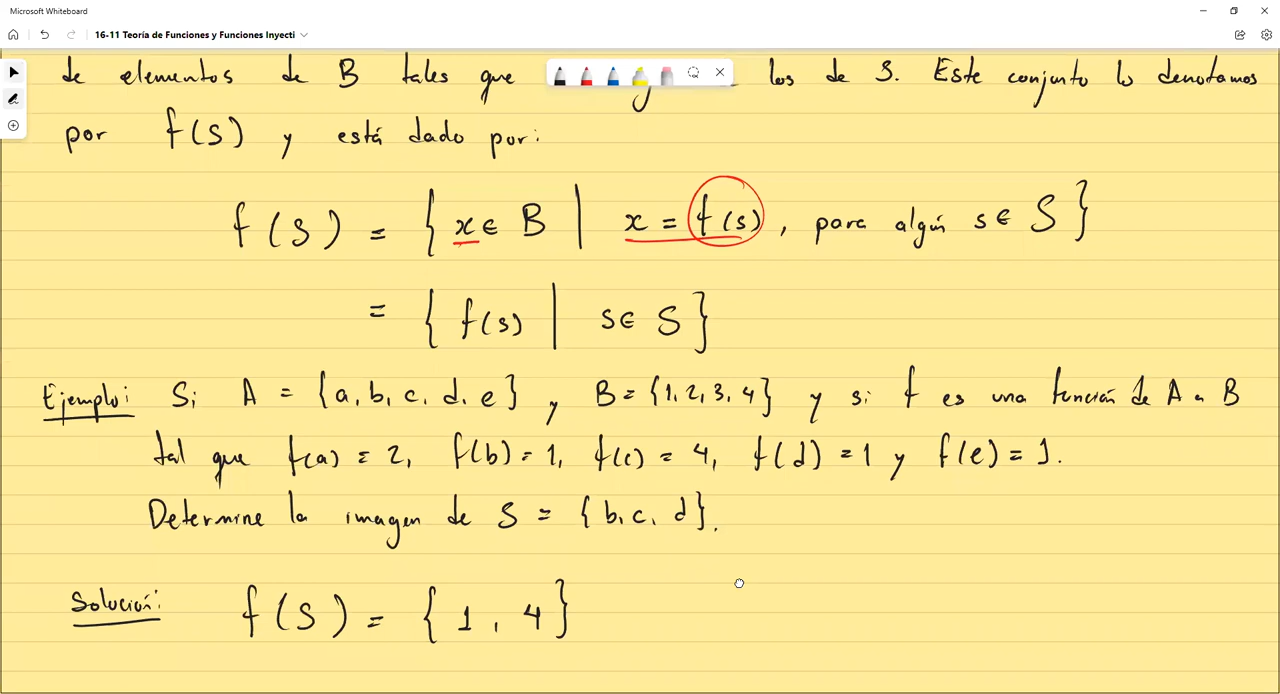 Microsoft Whiteboard
16-11 Teoría de Funciones y Funciones Inyecti
de elementos de B tales que los de S. Este conjunto lo denotamos
por f(S) y está dado por:
f(S) = { x ∈ B | x = f(s), para algún s ∈ S }
= { f(s) | s ∈ S }
Ejemplo: Si A = {a, b, c, d, e}, y B = {1, 2, 3, 4} y si f es una función de A a B
tal que f(a) = 2, f(b) = 1, f(c) = 4, f(d) = 1 y f(e) = 1.
Determine la imagen de S = {b, c, d}.
Solución: f(S) = { 1, 4 }